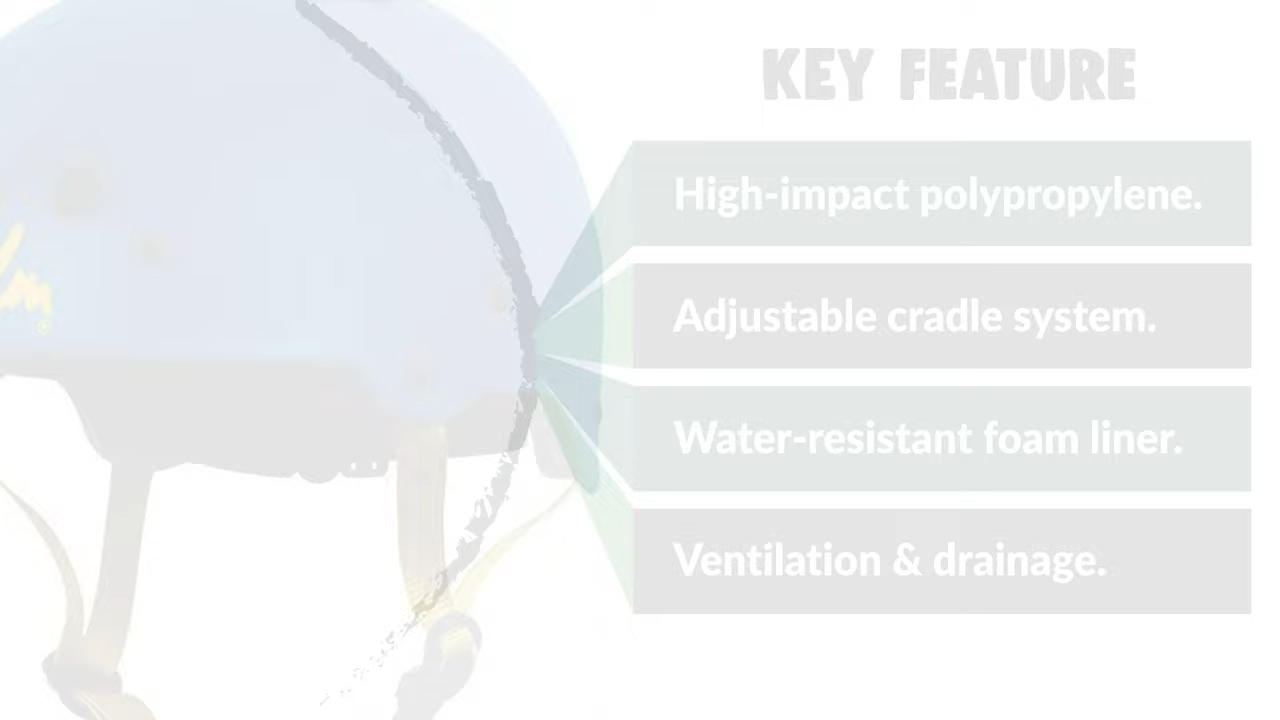 KEY FEATURE
High-impact polypropylene.
Adjustable cradle system.
Water-resistant foam liner.
Ventilation & drainage.